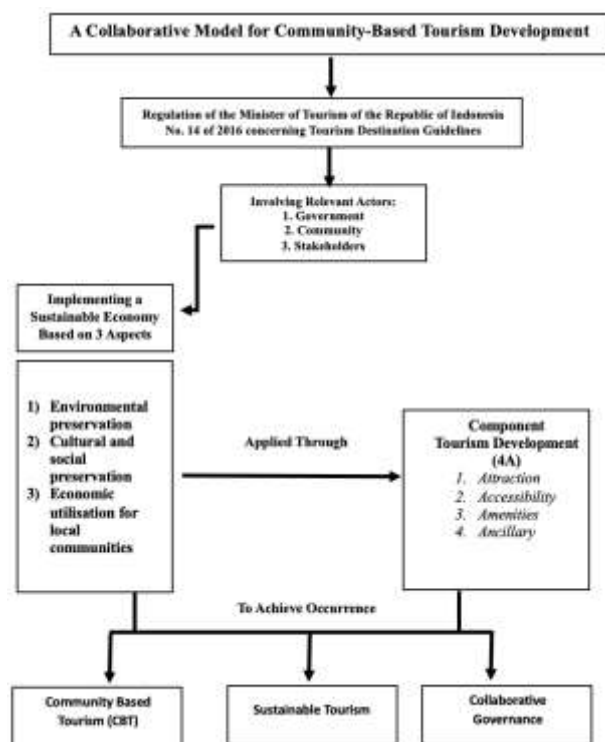 A Collaborative Model for Community-Based Tourism Development
Regulation of the Minister of Tourism of the Republic of Indonesia
No. 14 of 2016 concerning Tourism Destination Guidelines
Involving Relevant Actors:
1. Government
2. Community
3. Stakeholders
Implementing a
Sustainable Economy
Based on 3 Aspects
1) Environmental
preservation
2) Cultural and
social
preservation
3) Economic
utilisation for
local
communities
Applied Through
Component
Tourism Development
(4A)
1. Attraction
2. Accessibility
3. Amenities
4. Ancillary
To Achieve Occurrence
Community Based
Tourism (CBT)
Sustainable Tourism
Collaborative
Governance